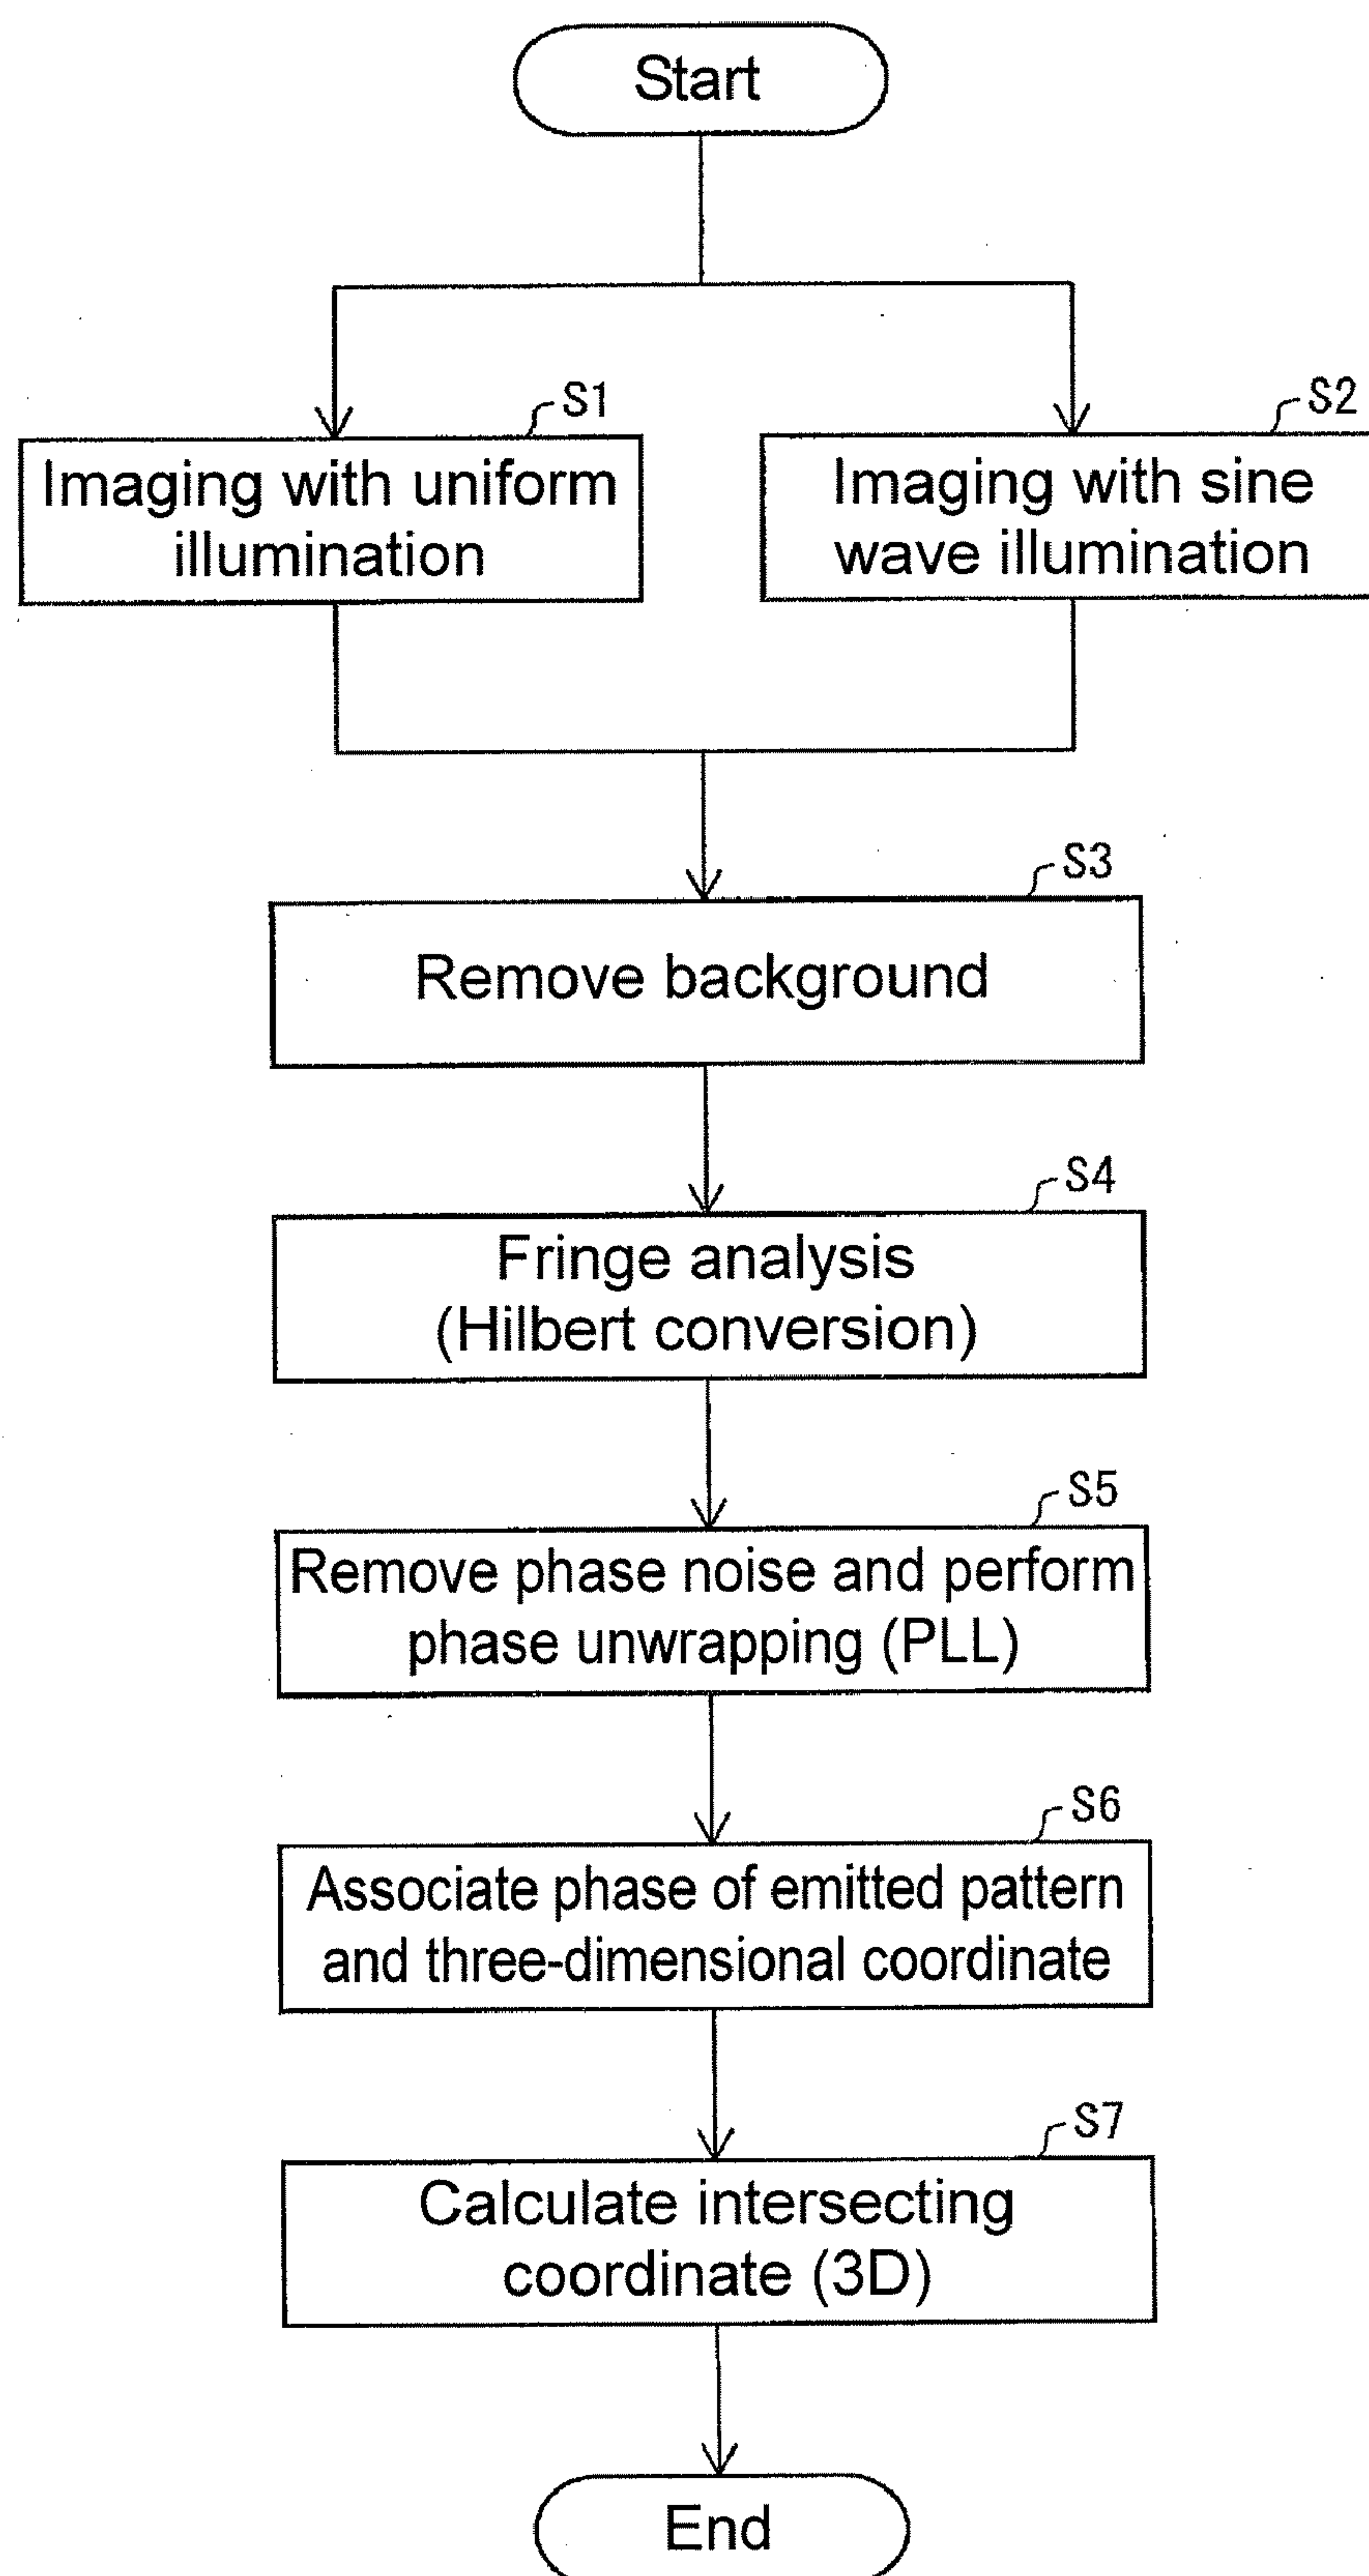 Start
S1
Imaging with uniform
illumination
S2
Imaging with sine
wave illumination
S3
Remove background
S4
Fringe analysis
(Hilbert conversion)
S5
Remove phase noise and perform
phase unwrapping (PLL)
S6
Associate phase of emitted pattern
and three-dimensional coordinate
S7
Calculate intersecting
coordinate (3D)
End